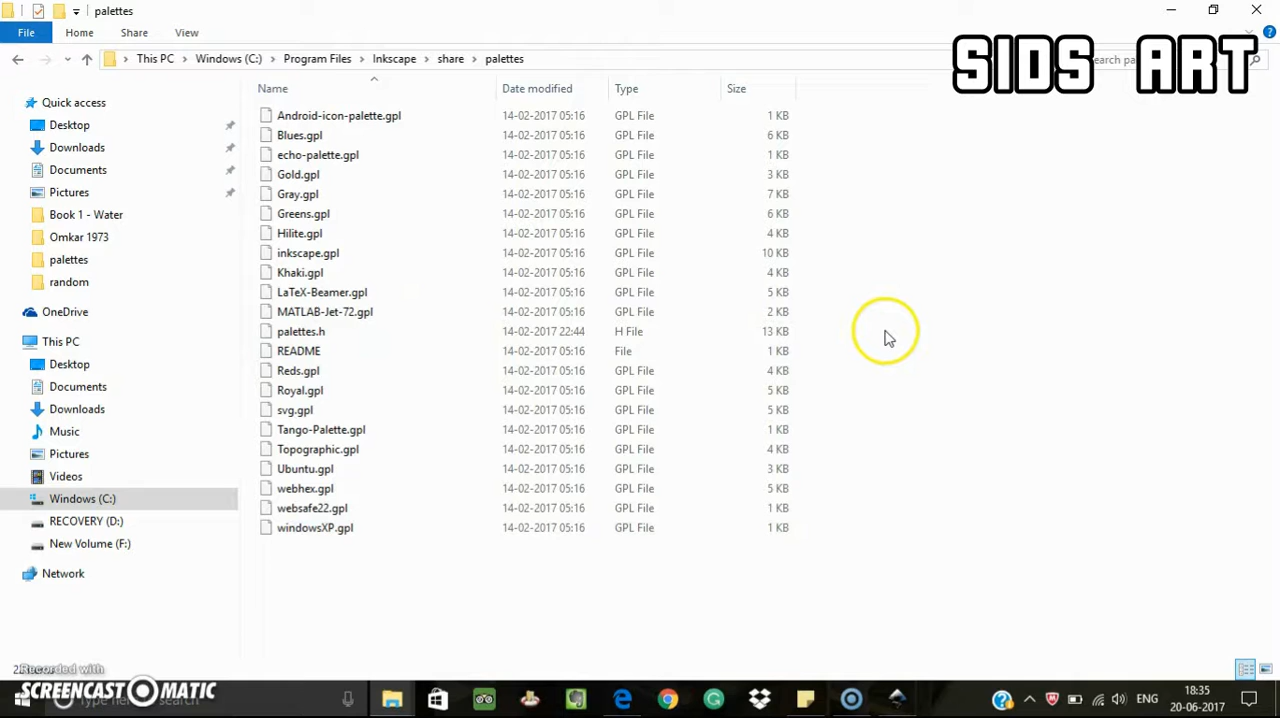 palettes
File Home Share View
This PC Windows (C:) Program Files Inkscape share palettes
SIDS ART
Name Date modified Type Size
Quick access
Desktop
Downloads
Documents
Pictures
Book 1 - Water
Omkar 1973
palettes
random
OneDrive
This PC
Desktop
Documents
Downloads
Music
Pictures
Videos
Windows (C:)
RECOVERY (D:)
New Volume (F:)
Network
Android-icon-palette.gpl 14-02-2017 05:16 GPL File 1 KB
Blues.gpl 14-02-2017 05:16 GPL File 6 KB
echo-palette.gpl 14-02-2017 05:16 GPL File 1 KB
Gold.gpl 14-02-2017 05:16 GPL File 3 KB
Gray.gpl 14-02-2017 05:16 GPL File 7 KB
Greens.gpl 14-02-2017 05:16 GPL File 6 KB
Hilite.gpl 14-02-2017 05:16 GPL File 4 KB
inkscape.gpl 14-02-2017 05:16 GPL File 10 KB
Khaki.gpl 14-02-2017 05:16 GPL File 4 KB
LaTeX-Beamer.gpl 14-02-2017 05:16 GPL File 5 KB
MATLAB-Jet-72.gpl 14-02-2017 05:16 GPL File 2 KB
palettes.h 14-02-2017 22:44 H File 13 KB
README 14-02-2017 05:16 File 1 KB
Reds.gpl 14-02-2017 05:16 GPL File 4 KB
Royal.gpl 14-02-2017 05:16 GPL File 5 KB
svg.gpl 14-02-2017 05:16 GPL File 5 KB
Tango-Palette.gpl 14-02-2017 05:16 GPL File 1 KB
Topographic.gpl 14-02-2017 05:16 GPL File 4 KB
Ubuntu.gpl 14-02-2017 05:16 GPL File 3 KB
webhex.gpl 14-02-2017 05:16 GPL File 5 KB
websafe22.gpl 14-02-2017 05:16 GPL File 1 KB
windowsXP.gpl 14-02-2017 05:16 GPL File 1 KB
Recorded with
SCREENCAST MATIC
ENG
18:35
20-06-2017